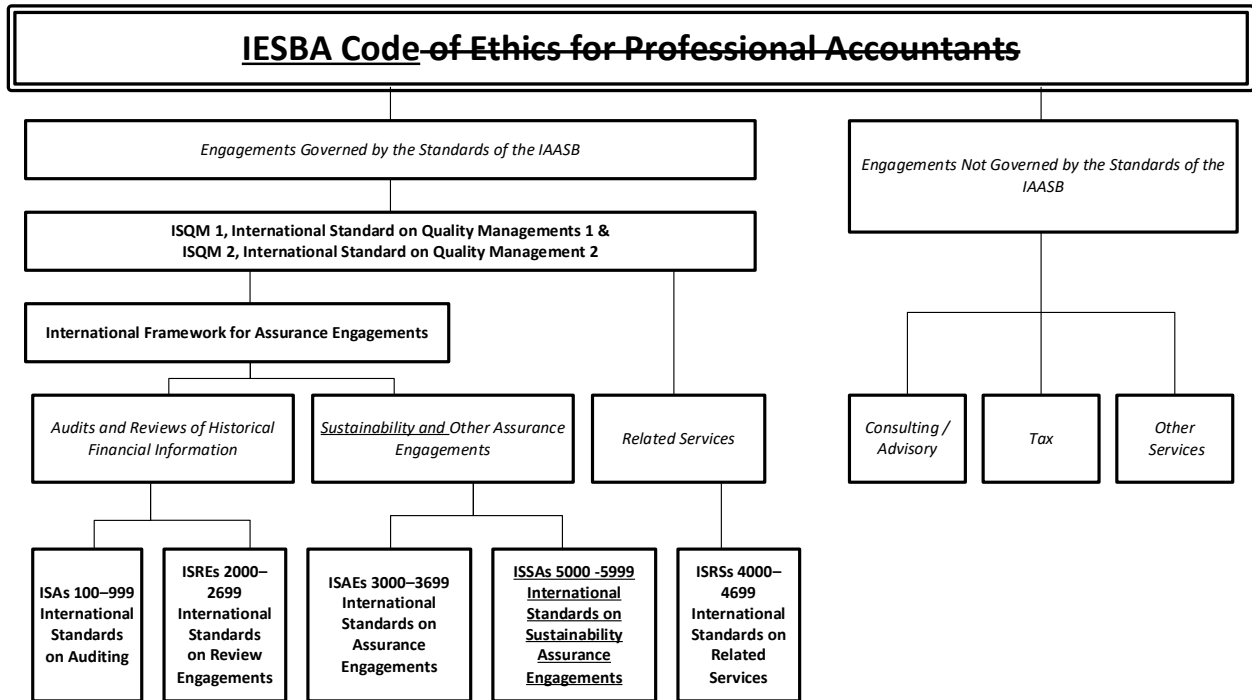 IESBA Code of Ethics for Professional Accountants
Engagements Governed by the Standards of the IAASB
Engagements Not Governed by the Standards of the
IAASB
ISQM 1, International Standard on Quality Managements 1 &
ISQM 2, International Standard on Quality Management 2
International Framework for Assurance Engagements
Audits and Reviews of Historical
Financial Information
Sustainability and Other Assurance
Engagements
Related Services
Consulting /
Advisory
Tax
Other
Services
ISAs 100–999
International
Standards
on Auditing
ISREs 2000–
2699
International
Standards
on Review
Engagements
ISAEs 3000–3699
International
Standards on
Assurance
Engagements
ISSAs 5000 -5999
International
Standards on
Sustainability
Assurance
Engagements
ISRSs 4000–
4699
International
Standards on
Related
Services